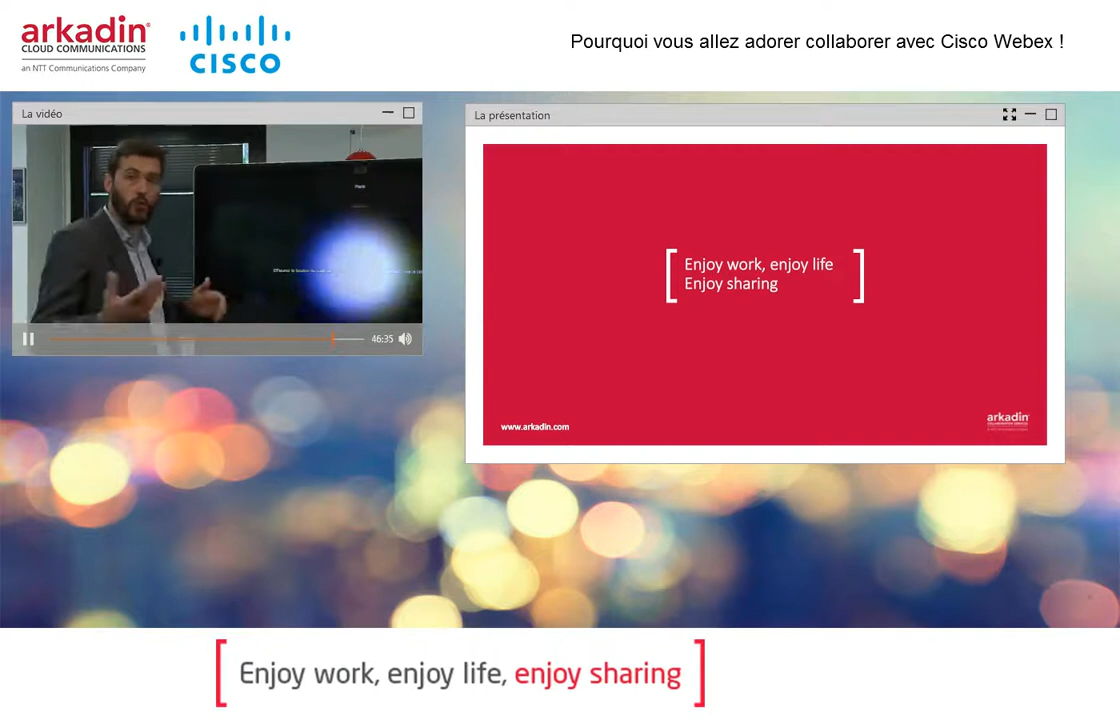 arkadin
CLOUD COMMUNICATIONS
an NTT Communications Company
CISCO
Pourquoi vous allez adorer collaborer avec Cisco Webex !
La vidéo
46:35
La présentation
Enjoy work, enjoy life
Enjoy sharing
www.arkadin.com
arkadin
Enjoy work, enjoy life, enjoy sharing